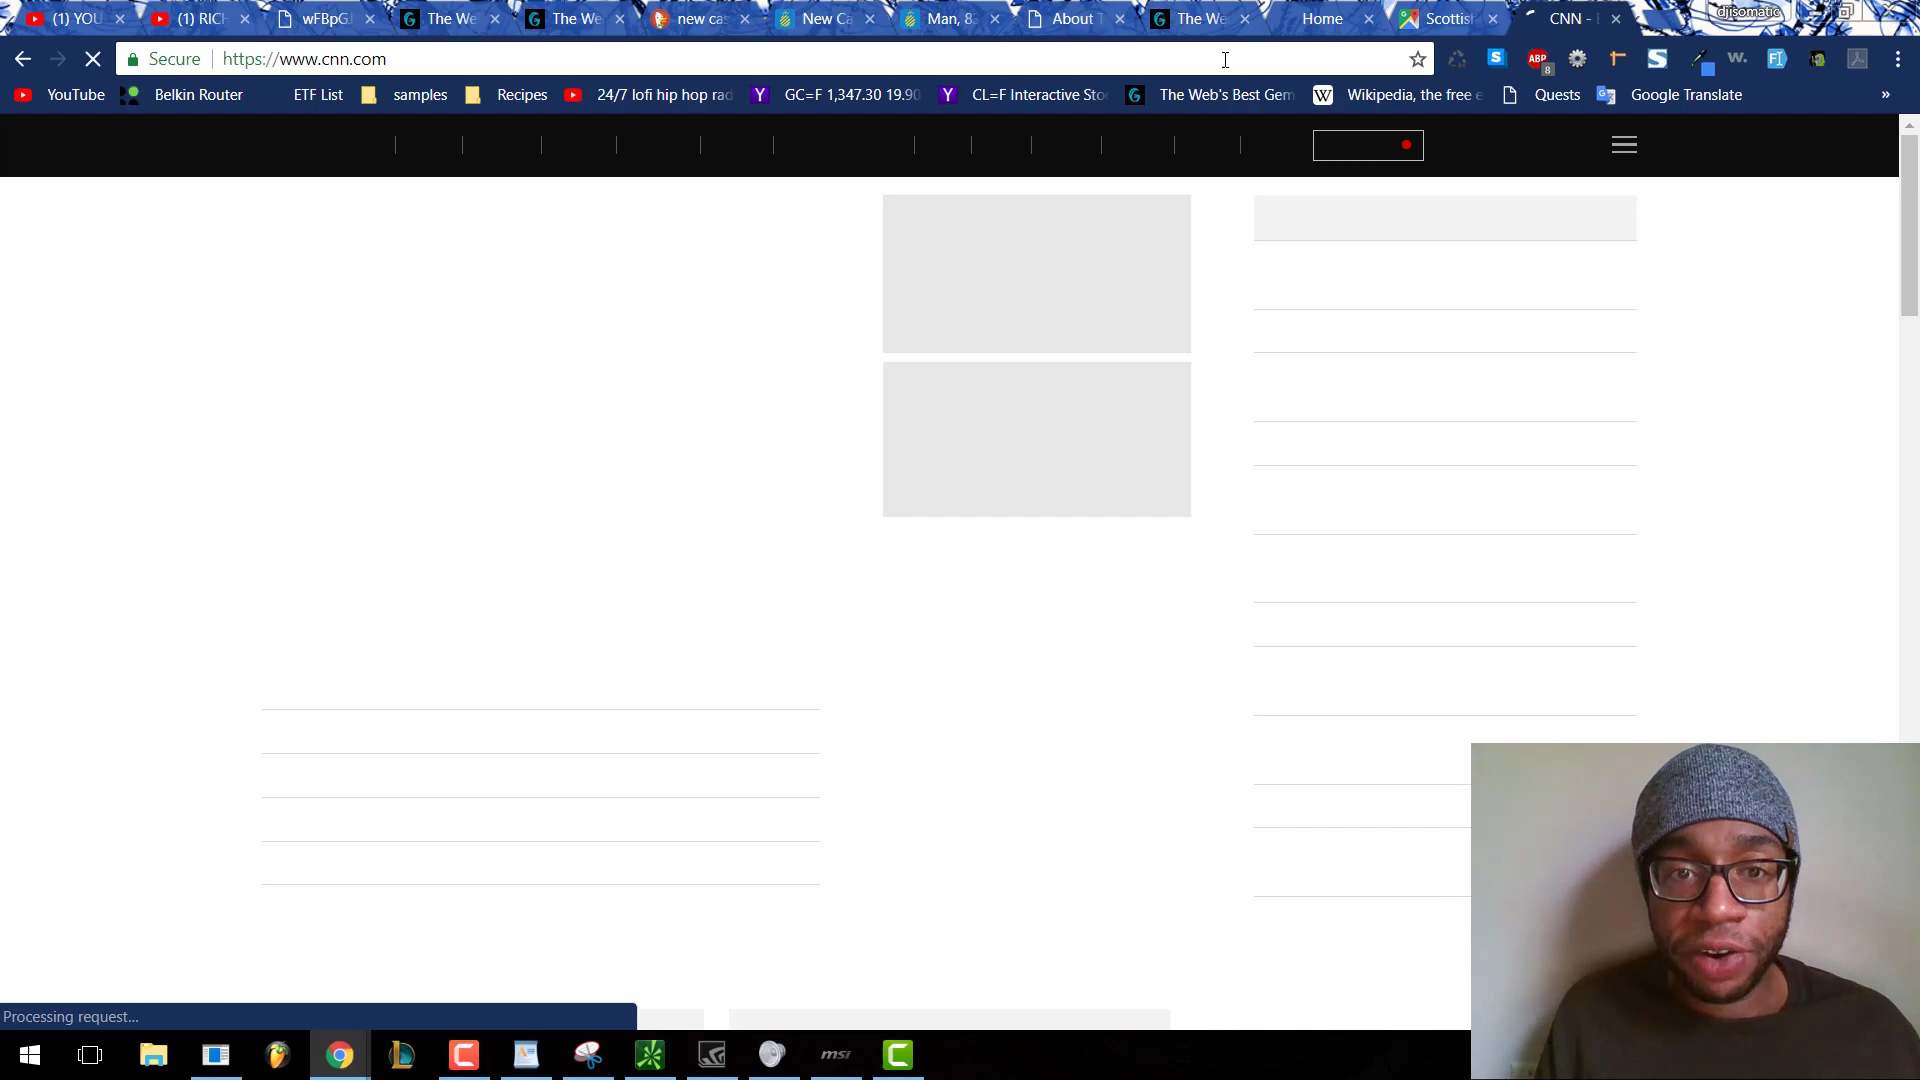 (1) YOU
(1) RICH
wFBpGJ
The We
The We
new cas
New Ca
Man, 8
About T
The We
Home
Scottish
CNN -
djisomatic
Secure
https://www.cnn.com
ABP
8
YouTube
Belkin Router
ETF List
samples
Recipes
24/7 lofi hip hop rad
GC=F 1,347.30 19.90
CL=F Interactive Sto
The Web's Best Gem
Wikipedia, the free e
Quests
Google Translate
»
Processing request...
msi